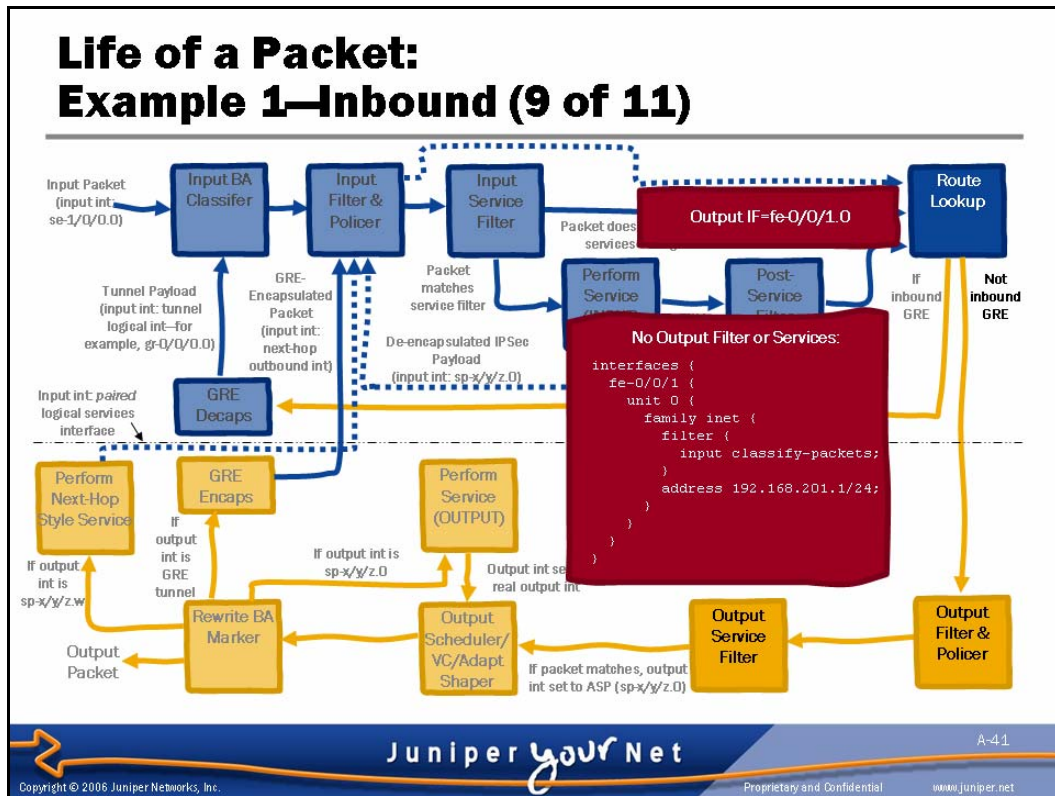 Life of a Packet:
Example 1—Inbound (9 of 11)
Input Packet
(input int:
se-1/0/0.0)
Input BA
Classifer
Input
Filter &
Policer
Input
Service
Filter
Output IF=fe-0/0/1.0
Route
Lookup
Packet does
services
Tunnel Payload
(input int: tunnel
logical int—for
example, gr-0/0/0.0)
GRE-
Encapsulated
Packet
(input int:
next-hop
outbound int)
Packet
matches
service filter
Perform
Service
Post-
Service
If
inbound
GRE
Not
inbound
GRE
De-encapsulated IPSec
Payload
(input int: sp-x/y/z.0)
No Output Filter or Services:
interfaces {
fe-0/0/1 {
unit 0 {
family inet {
filter {
input classify-packets;
}
address 192.168.201.1/24;
}
}
}
}
Input int: paired
logical services
interface
GRE
Decaps
Perform
Next-Hop
Style Service
GRE
Encaps
Perform
Service
(OUTPUT)
If output
int is
sp-x/y/z.w
If
output
int is
GRE
tunnel
If output int is
sp-x/y/z.0
Output int se
real output int
Output
Packet
Rewrite BA
Marker
Output
Scheduler/
VC/Adapt
Shaper
If packet matches, output
int set to ASP (sp-x/y/z.0)
Output
Service
Filter
Output
Filter &
Policer
Juniper your Net
A-41
Copyright © 2006 Juniper Networks, Inc.
Proprietary and Confidential
www.juniper.net